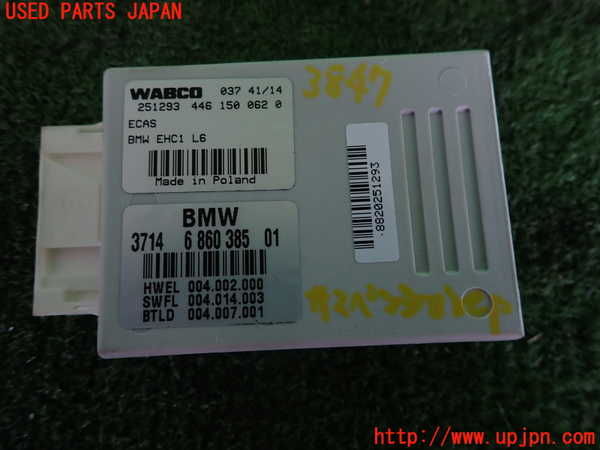 USED PARTS JAPAN
WABCO 037 41/14
251293 446 150 062 0
ECAS
BMW EHC1 L6
Made in Poland
3847
8820251293
BMW
3714 6 860 385 01
HWEL 004.002.000
SWFL 004.014.003
BTLD 004.007.001
http://www.upjpn.com/